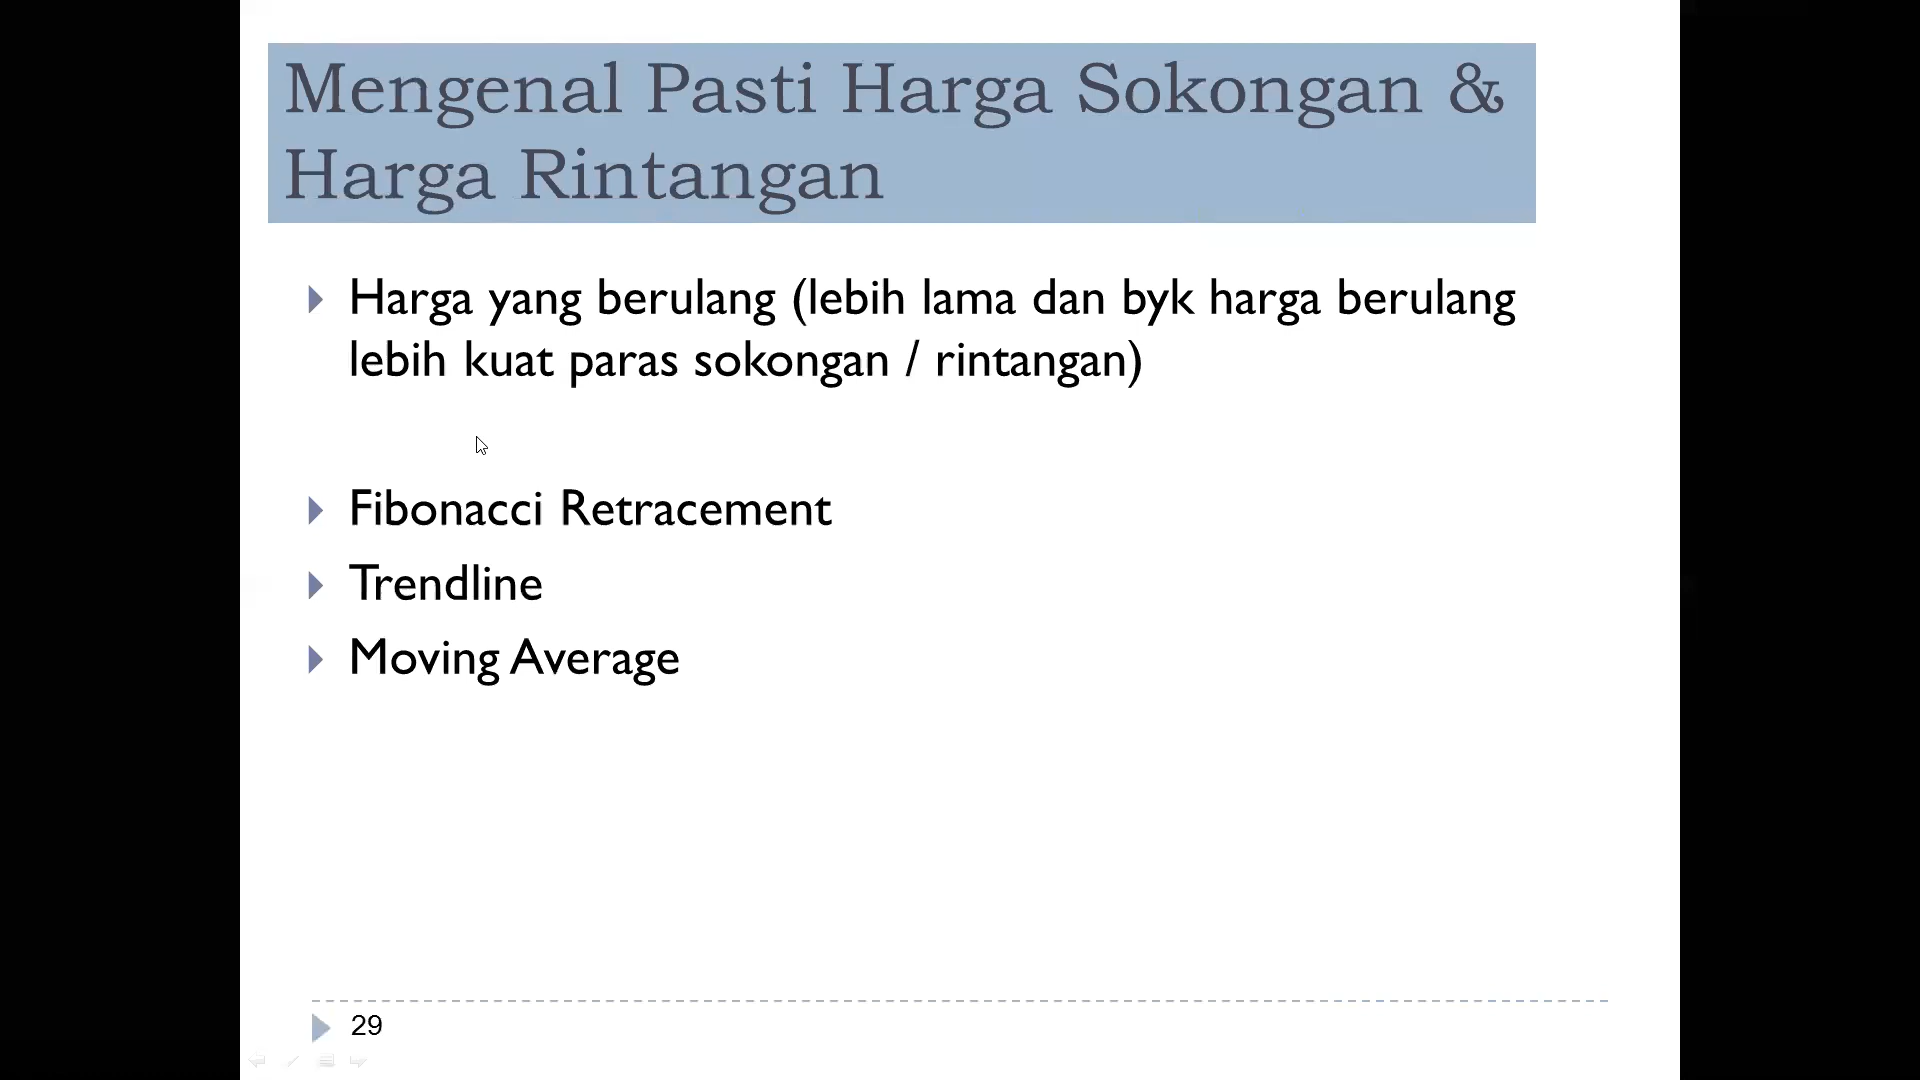 Mengenal Pasti Harga Sokongan &
Harga Rintangan
Harga yang berulang (lebih lama dan byk harga berulang
lebih kuat paras sokongan / rintangan)
Fibonacci Retracement
Trendline
Moving Average
29